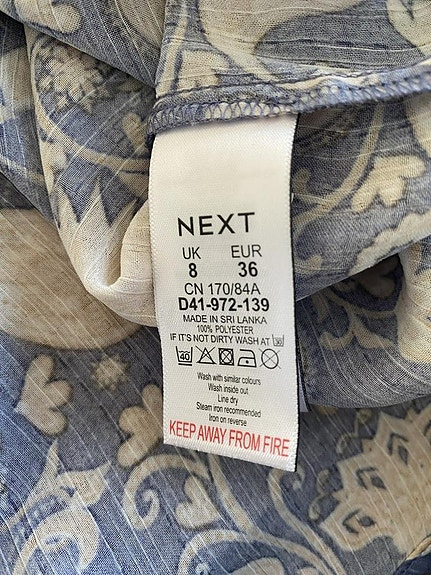 NEXT
UK EUR
8 36
CN 170/84A
D41-972-139
MADE IN SRI LANKA
100% POLYESTER
IF IT'S NOT DIRTY WASH AT 30
40
Wash with similar colours
Wash inside out
Line dry
Steam iron recommended
Iron on reverse
KEEP AWAY FROM FIRE